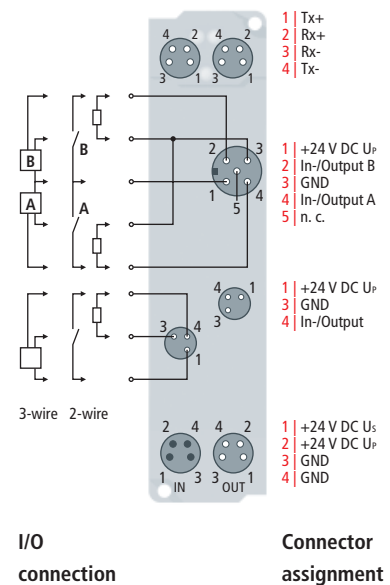 4 2 4 2
3 1 3 1
1 | Tx+
2 | Rx+
3 | Rx-
4 | Tx-
B
B
A
A
2 3
1 5 4
1 | +24 V DC UP
2 | In-/Output B
3 | GND
4 | In-/Output A
5 | n. c.
4 1
3
3 4
1
1 | +24 V DC UP
3 | GND
4 | In-/Output
3-wire 2-wire
2 4 4 2
1 3 3 1
IN OUT
1 | +24 V DC US
2 | +24 V DC UP
3 | GND
4 | GND
I/O
connection
Connector
assignment